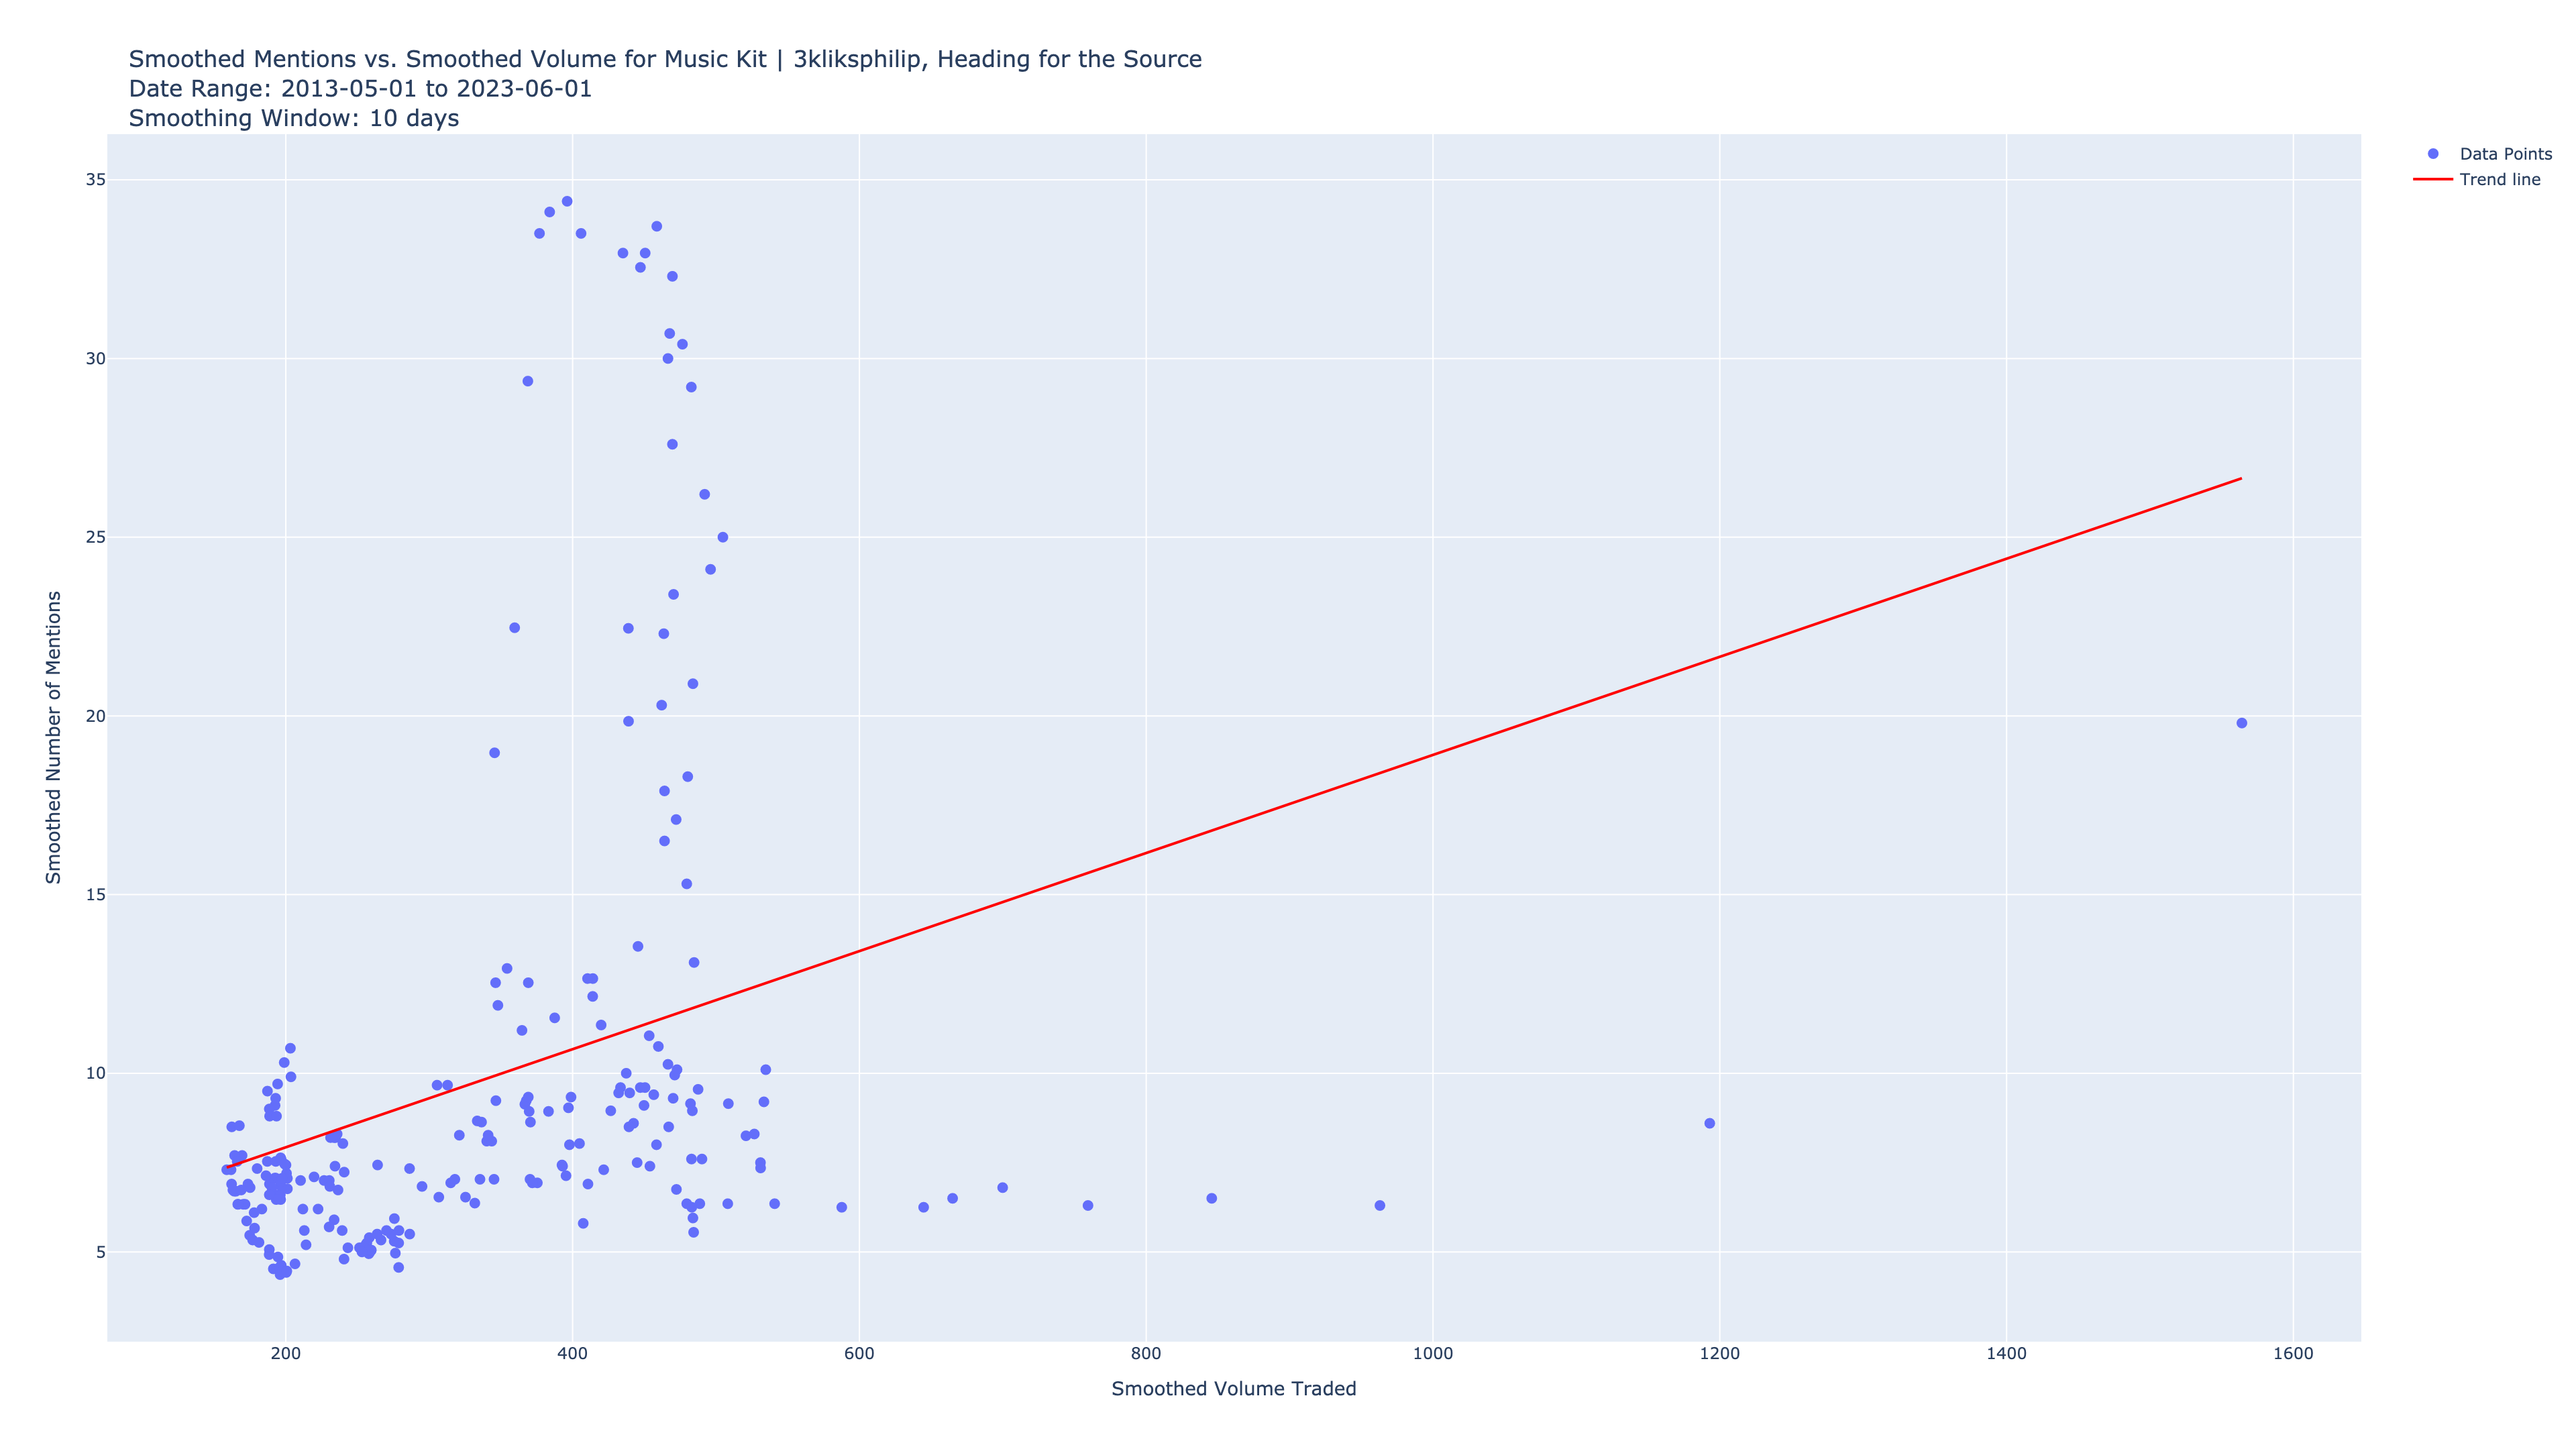 Smoothed Mentions vs. Smoothed Volume for Music Kit | 3kliksphilip, Heading for the Source
Date Range: 2013-05-01 to 2023-06-01
Smoothing Window: 10 days
Data Points
Trend line
35
30
25
20
15
10
5
Smoothed Number of Mentions
200
400
600
800
1000
1200
1400
1600
Smoothed Volume Traded